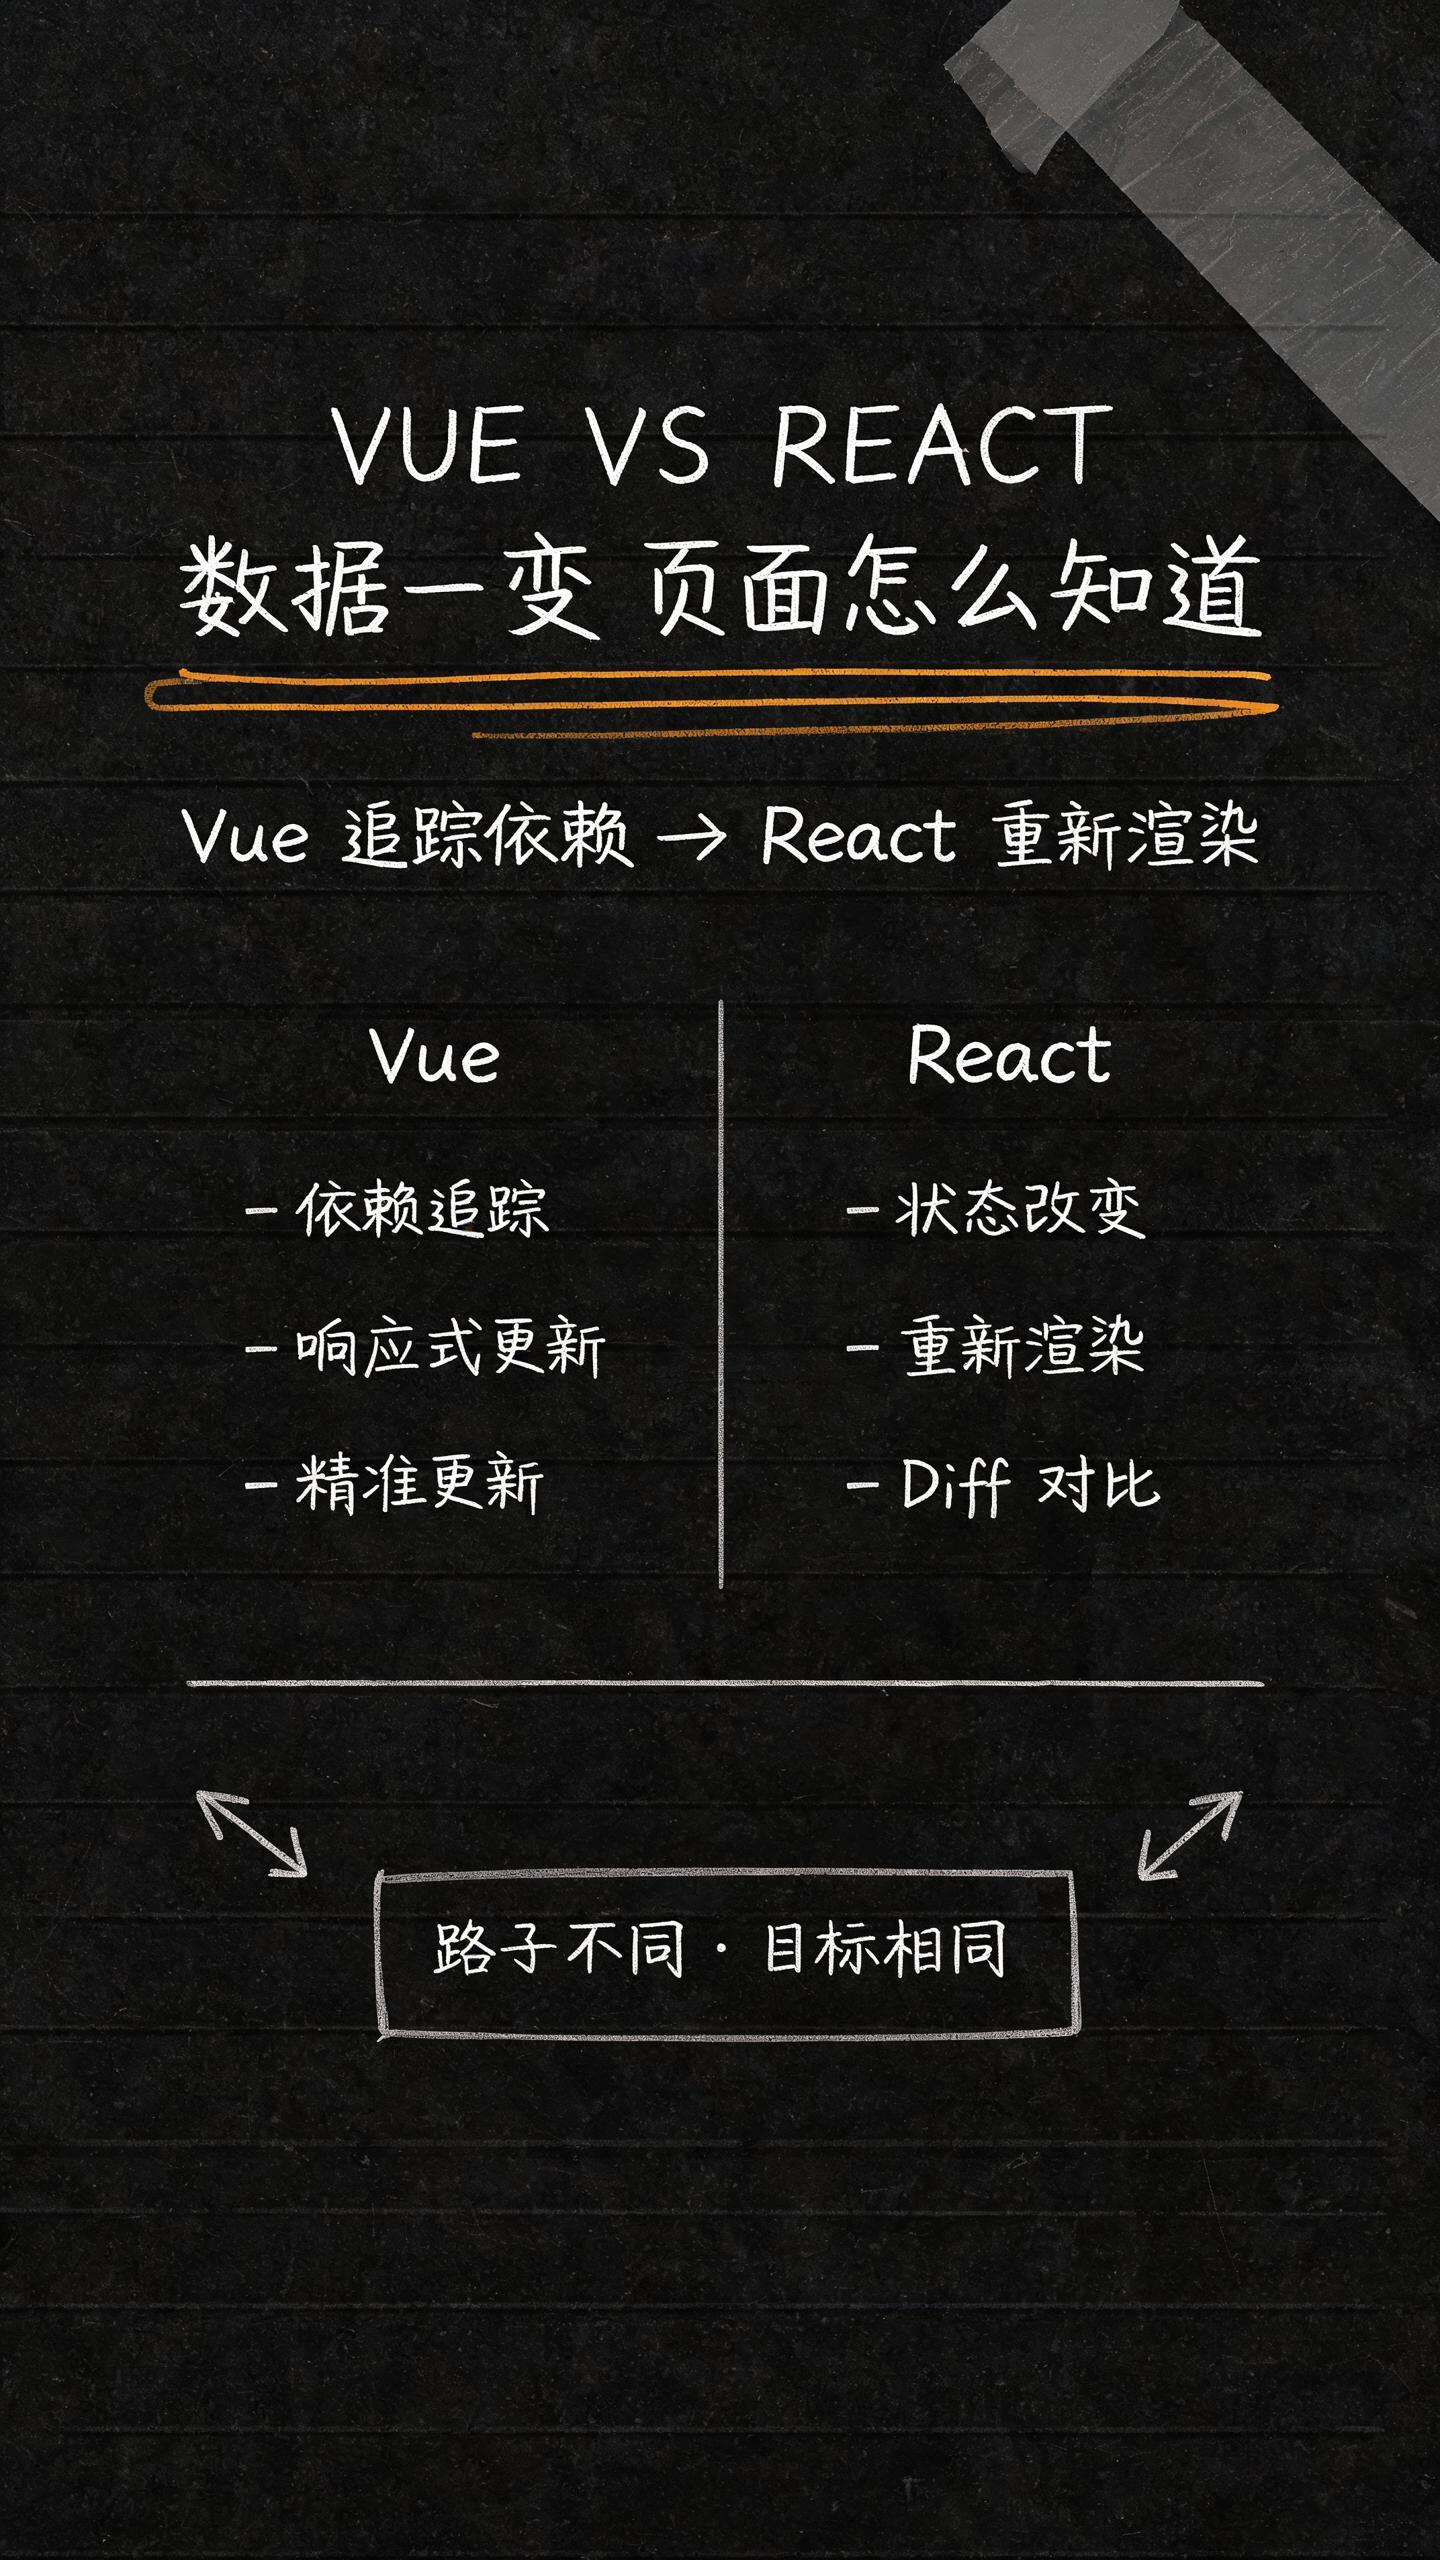 VUE VS REACT
数据一变 页面怎么知道
Vue 追踪依赖 → React 重新渲染
Vue
- 依赖追踪
- 响应式更新
- 精准更新
React
- 状态改变
- 重新渲染
- Diff 对比
路子不同 · 目标相同